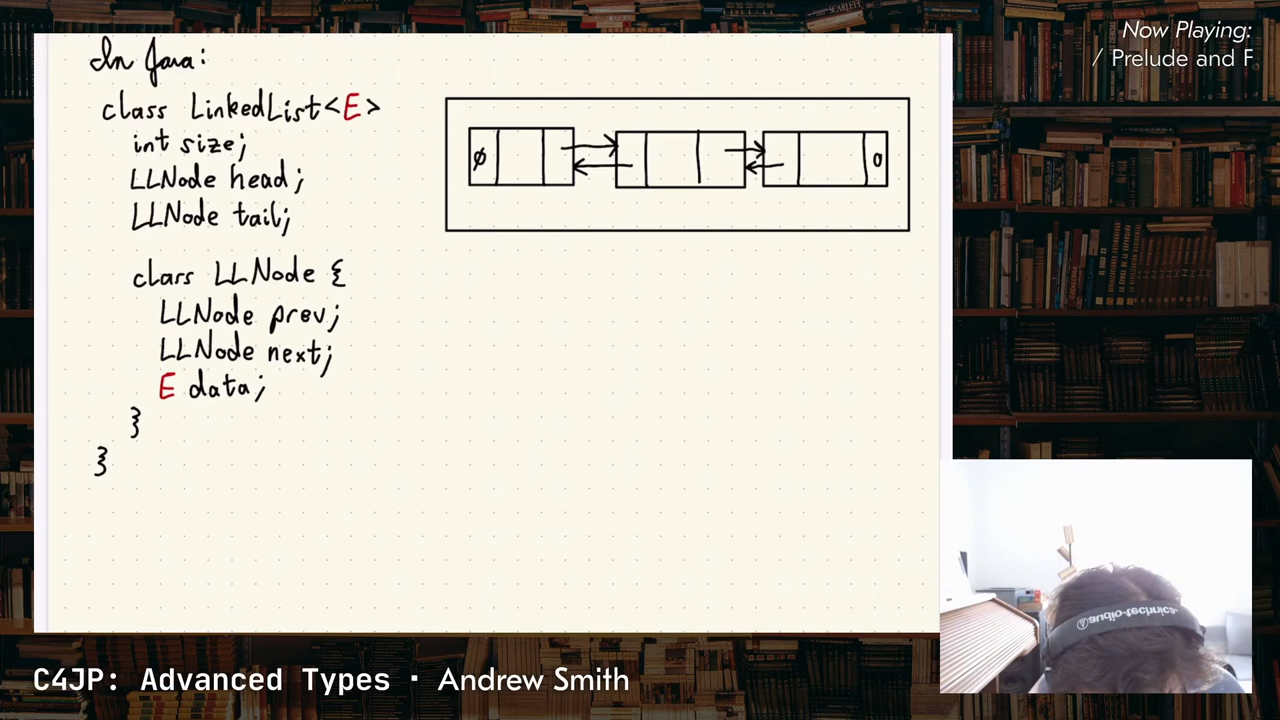 In Java:
class LinkedList<E>
int size;
LLNode head;
LLNode tail;
class LLNode {
LLNode prev;
LLNode next;
E data;
}
}
Ø
0
Now Playing:
/ Prelude and F
audio-technica
C4JP: Advanced Types · Andrew Smith